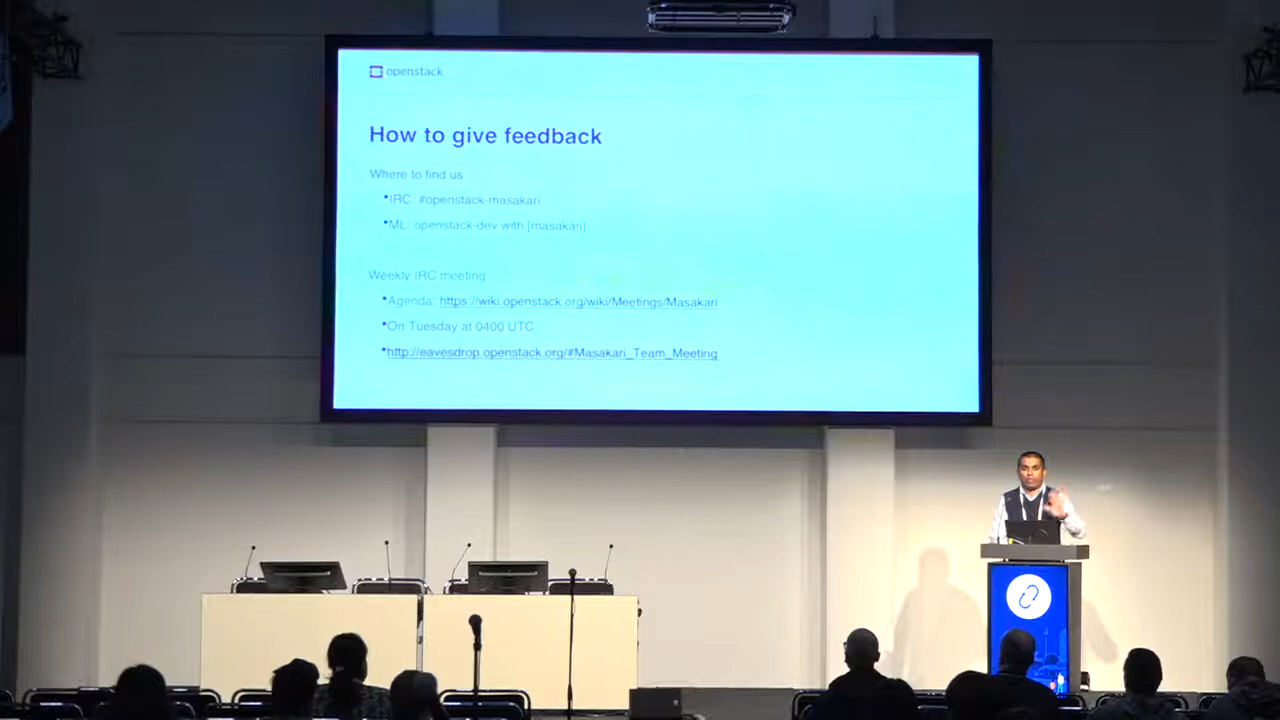 openstack
How to give feedback
Where to find us
•IRC: #openstack-masakari
•ML: openstack-dev with [masakari]
Weekly IRC meeting
•Agenda: https://wiki.openstack.org/wiki/Meetings/Masakari
•On Tuesday at 0400 UTC
•http://eavesdrop.openstack.org/#Masakari_Team_Meeting